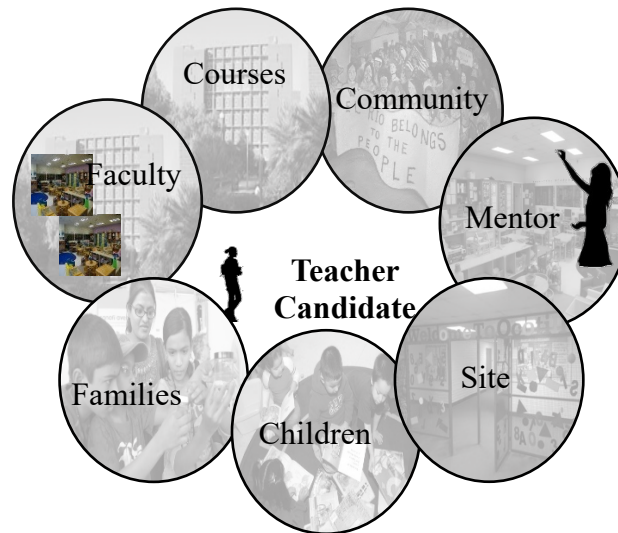 Courses
Community
RIO BELONGS
TO THE
PEOPLE
Faculty
Mentor
Teacher
Candidate
Families
Site
Children